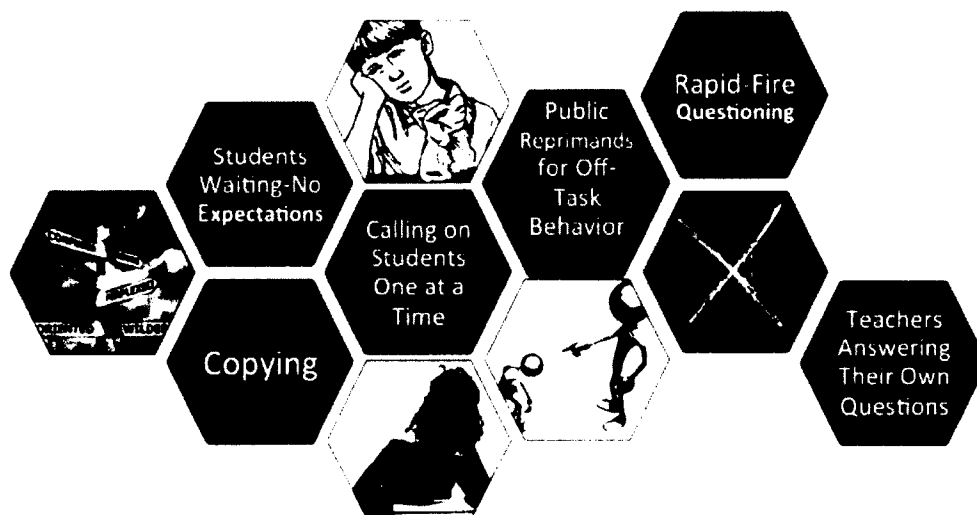 Rapid-Fire
Questioning
Public
Reprimands
for Off-
Task
Behavior
Students
Waiting-No
Expectations
Calling on
Students
One at a
Time
Copying
Teachers
Answering
Their Own
Questions